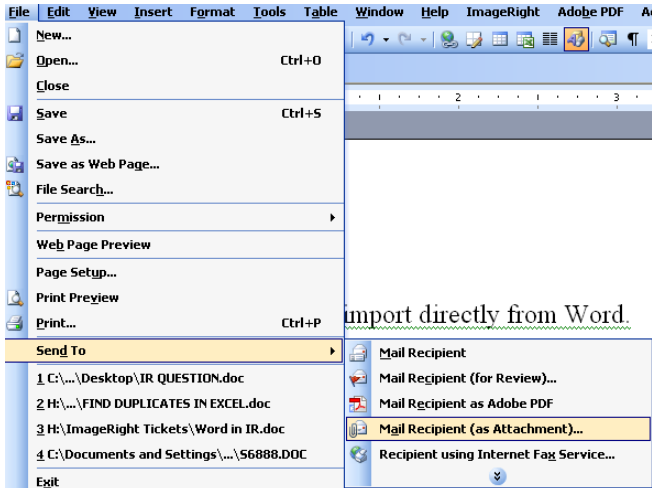 File Edit View Insert Format Tools Table Window Help ImageRight Adobe PDF
New...
Open... Ctrl+O
Close
2 3
Save Ctrl+S
Save As...
Save as Web Page...
File Search...
Permission
Web Page Preview
Page Setup...
Print Preview
Print... Ctrl+P
import directly from Word.
Send To
Mail Recipient
1 C:\...\Desktop\IR QUESTION.doc
Mail Recipient (for Review)...
2 H:\...\FIND DUPLICATES IN EXCEL.doc
Mail Recipient as Adobe PDF
3 H:\ImageRight Tickets\Word in IR.doc
Mail Recipient (as Attachment)...
4 C:\Documents and Settings\...\S6888.DOC
Recipient using Internet Fax Service...
Exit